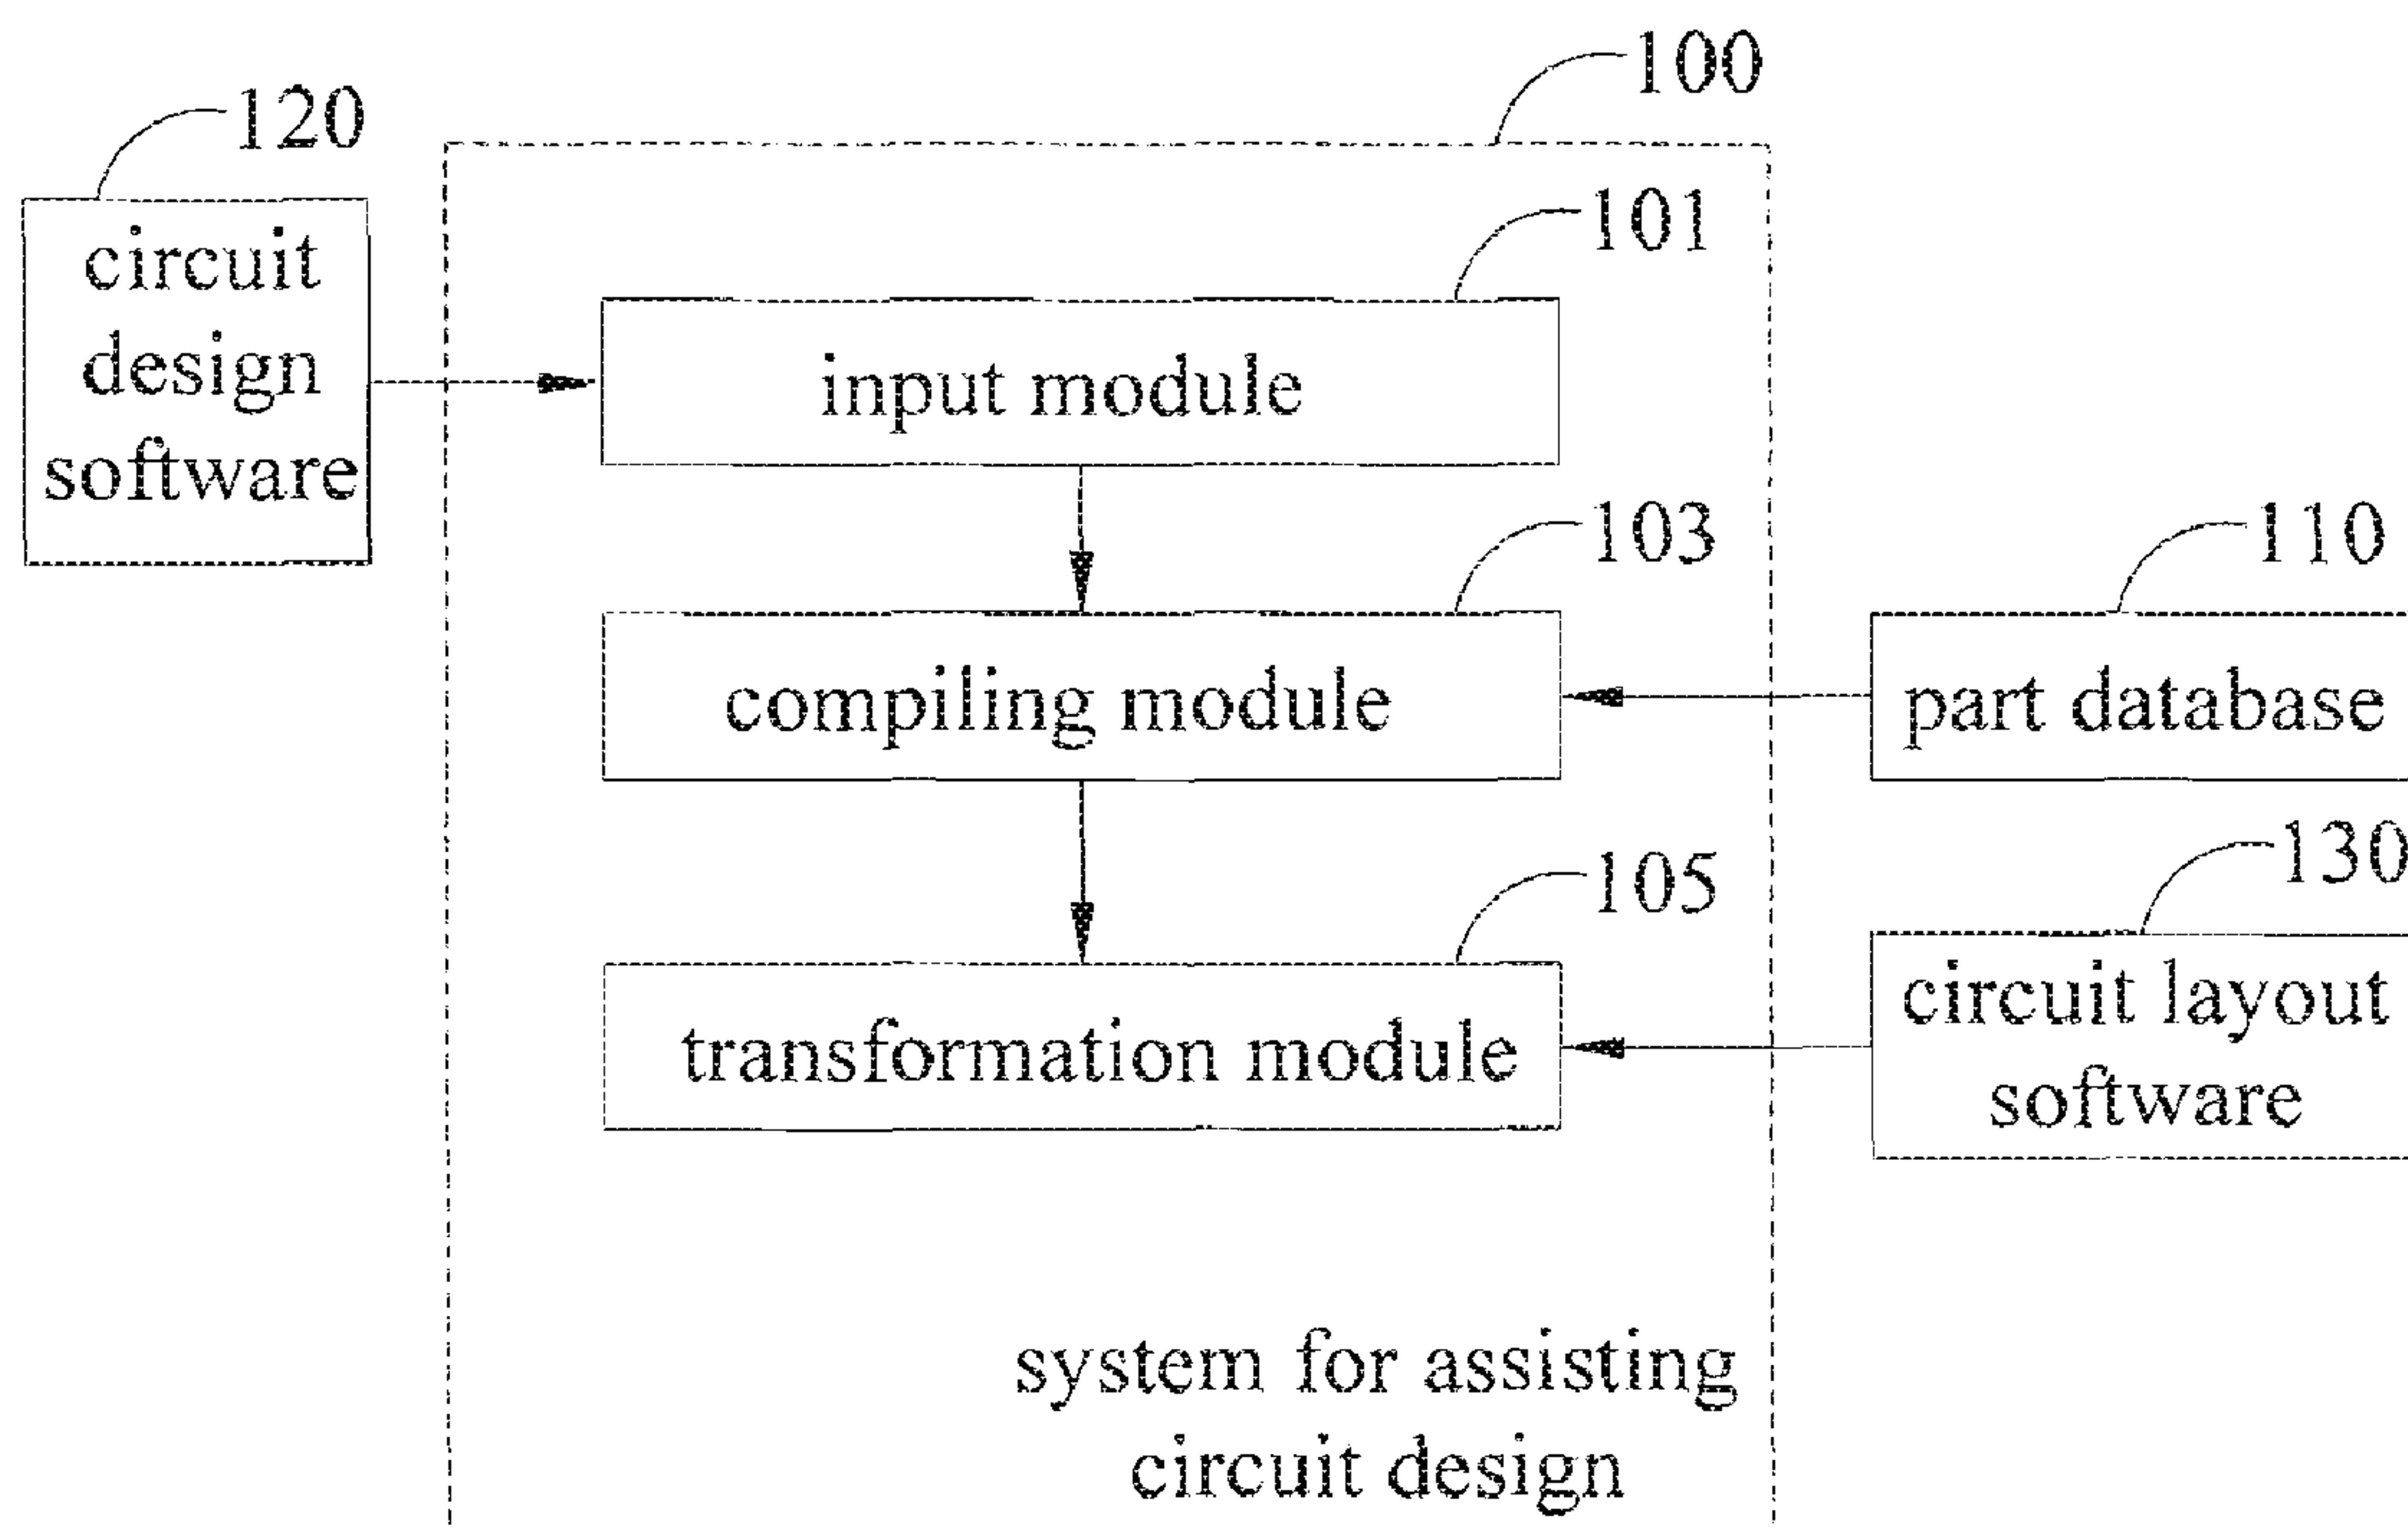 100
120
circuit
design
software
101
input module
103
compiling module
110
part database
105
transformation module
130
circuit layout
software
system for assisting
circuit design